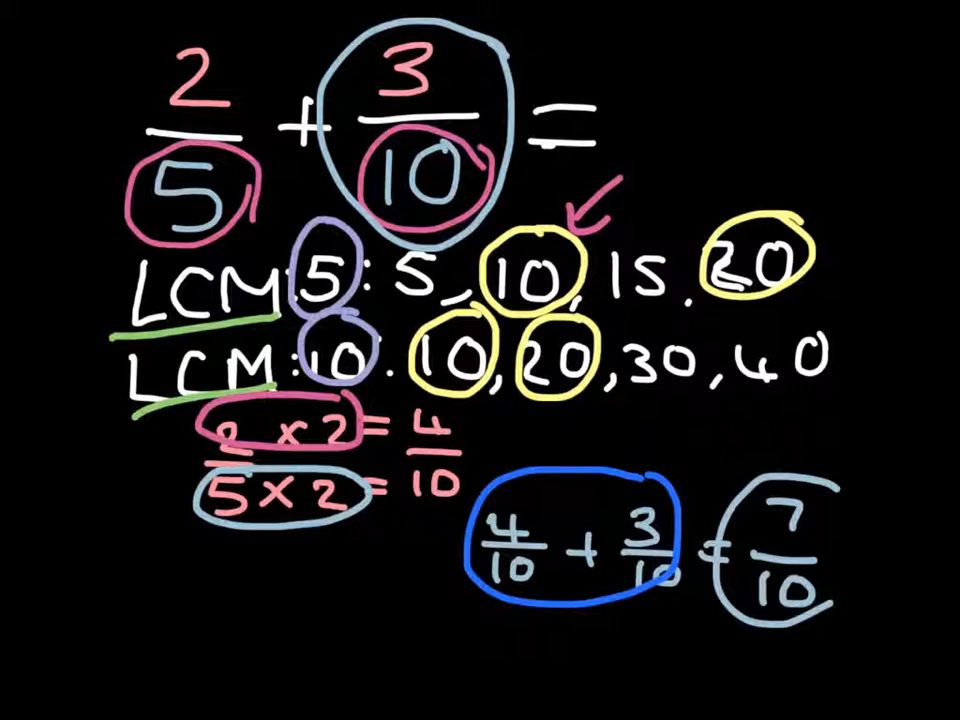 2/5 + 3/10 =
LCM:5: 5, 10, 15. 20
LCM:10. 10, 20, 30, 40
2 x 2 = 4
5 x 2 = 10
4/10 + 3/10 = 7/10